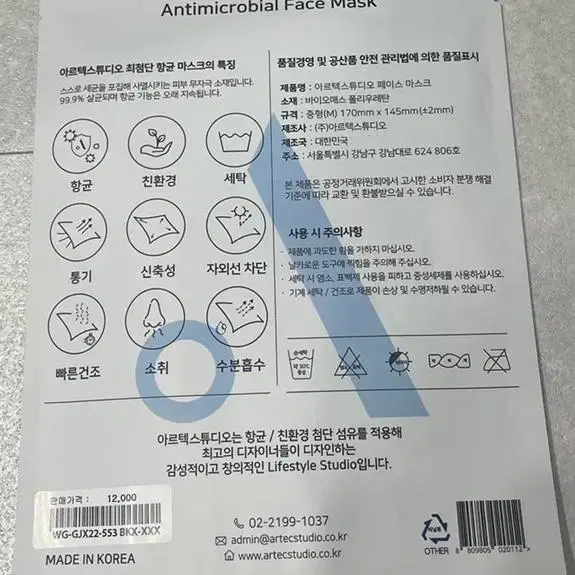 Antimicrobial Face Mask
아르텍스튜디오 최첨단 항균 마스크의 특징
스스로 세균을 포집해 사멸시키는 피부 무자극 소재입니다.
99.9% 살균되며 항균 기능은 오래 지속됩니다.
항균
친환경
세탁
통기
신축성
자외선 차단
빠른건조
소취
수분흡수
품질경영 및 공산품 안전 관리법에 의한 품질표시
제품명 : 아르텍스튜디오 페이스 마스크
소재 : 바이오매스 폴리우레탄
규격 : 중형(M) 170mm x 145mm(±2mm)
제조사 : (주)아르텍스튜디오
제조국 : 대한민국
주소 : 서울특별시 강남구 강남대로 624 806호
본 제품은 공정거래위원회에서 고시한 소비자 분쟁 해결
기준에 따라 교환 및 환불받으실 수 있습니다.
사용 시 주의사항
· 제품에 과도한 힘을 가하지 마십시오.
· 날카로운 도구에 찍힘을 주의해 주십시오.
· 세탁 시 염소, 표백제 사용을 피하고 중성세제를 사용하십시오.
· 기계 세탁 / 건조로 제품이 손상 및 수영저하될 수 있습니다.
손세탁
약 30℃
중성
아르텍스튜디오는 항균 / 친환경 첨단 섬유를 적용해
최고의 디자이너들이 디자인하는
감성적이고 창의적인 Lifestyle Studio입니다.
판매가격 : 12,000
WG-GJX22-553 BKX-XXX
MADE IN KOREA
02-2199-1037
admin@artecstudio.co.kr
www.artecstudio.co.kr
OTHER
8 809805 020112 >